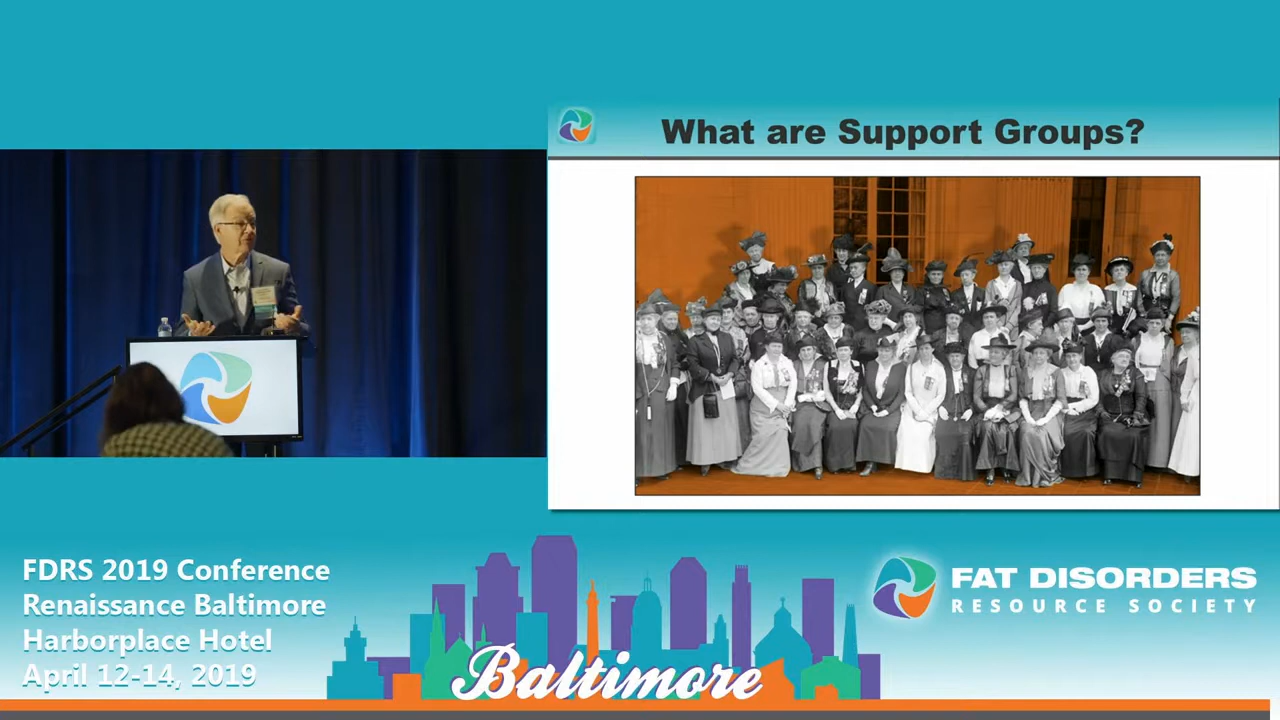 What are Support Groups?
FDRS 2019 Conference
Renaissance Baltimore
Harborplace Hotel
April 12-14, 2019
Baltimore
FAT DISORDERS
RESOURCE SOCIETY